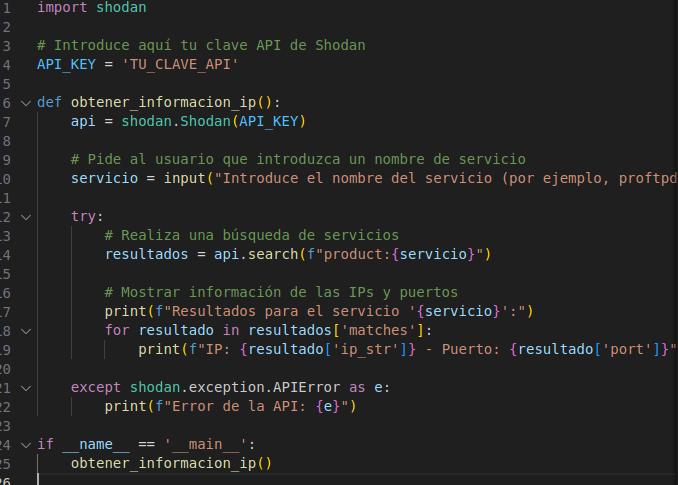 1 import shodan
2
3 # Introduce aquí tu clave API de Shodan
4 API_KEY = 'TU_CLAVE_API'
5
6 def obtener_informacion_ip():
7 api = shodan.Shodan(API_KEY)
8
9 # Pide al usuario que introduzca un nombre de servicio
10 servicio = input("Introduce el nombre del servicio (por ejemplo, proftpd
11
12 try:
13 # Realiza una búsqueda de servicios
14 resultados = api.search(f"product:{servicio}")
15
16 # Mostrar información de las IPs y puertos
17 print(f"Resultados para el servicio '{servicio}':")
18 for resultado in resultados['matches']:
19 print(f"IP: {resultado['ip_str']} - Puerto: {resultado['port']}"
20
21 except shodan.exception.APIError as e:
22 print(f"Error de la API: {e}")
23
24 if __name__ == '__main__':
25 obtener_informacion_ip()
26